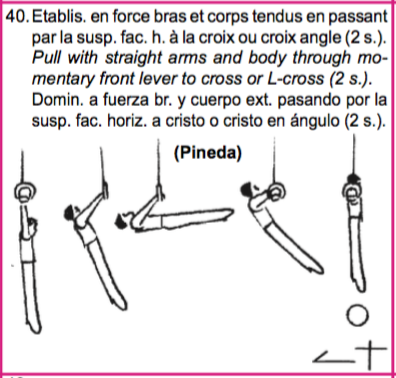 40. Etablis. en force bras et corps tendus en passant
par la susp. fac. h. à la croix ou croix angle (2 s.).
Pull with straight arms and body through mo-
mentary front lever to cross or L-cross (2 s.).
Domin. a fuerza br. y cuerpo ext. pasando por la
susp. fac. horiz. a cristo o cristo en ángulo (2 s.).
(Pineda)